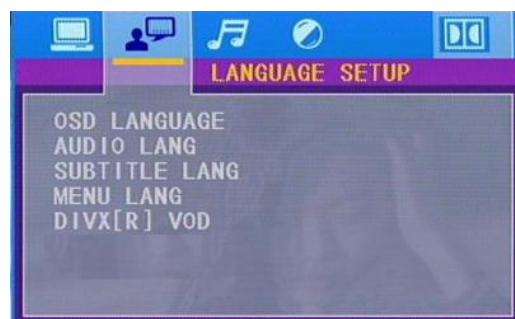 LANGUAGE SETUP
OSD LANGUAGE
AUDIO LANG
SUBTITLE LANG
MENU LANG
DIVX[R] VOD